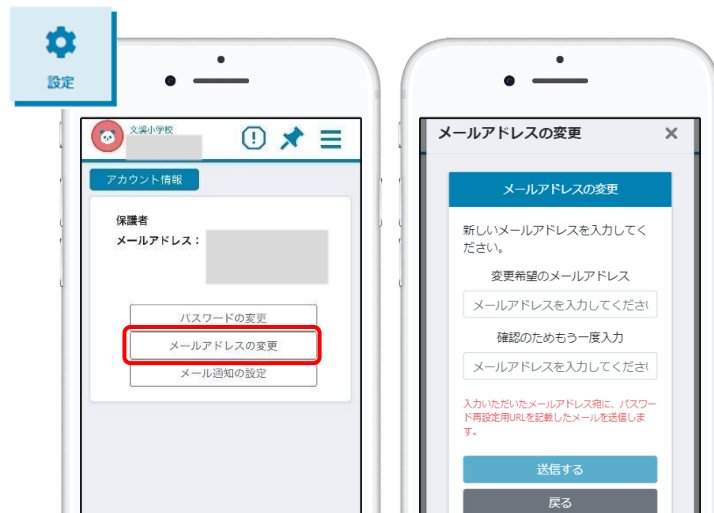 設定
文溪小学校
アカウント情報
保護者
メールアドレス：
パスワードの変更
メールアドレスの変更
メール通知の設定
メールアドレスの変更 ×
メールアドレスの変更
新しいメールアドレスを入力してく
ださい。
変更希望のメールアドレス
メールアドレスを入力してくださ
確認のためもう一度入力
メールアドレスを入力してくださ
入力いただいたメールアドレス宛に、パスワー
ド再設定用URLを記載したメールを送信しま
す。
送信する
戻る